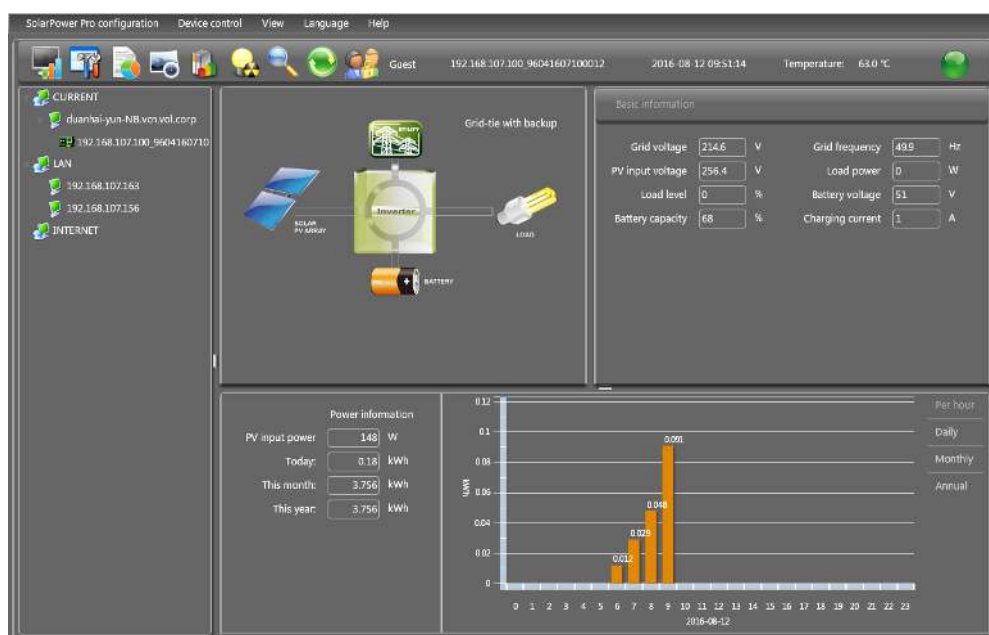 SolarPower Pro configuration Device control View Language Help
Guest 192.168.107.100_96041607100012 2016-08-12 09:51:14 Temperature: 63.0 ℃
CURRENT
duanhai-yun-NB.vcn.vol.corp
192.168.107.100_9604160710
LAN
192.168.107.163
192.168.107.156
INTERNET
Grid-tie with backup
UTILITY
SOLAR
PV ARRAY
Inverter
LOAD
BATTERY
Basic information
Grid voltage 214.6 V Grid frequency 49.9 Hz
PV input voltage 256.4 V Load power 0 W
Load level 0 % Battery voltage 51 V
Battery capacity 68 % Charging current 1 A
Power information
PV input power 148 W
Today: 0.18 kWh
This month: 3.756 kWh
This year: 3.756 kWh
kWh
0.12
0.1
0.08
0.06
0.04
0.02
0
0.012
0.029
0.048
0.091
0 1 2 3 4 5 6 7 8 9 10 11 12 13 14 15 16 17 18 19 20 21 22 23
2016-08-12
Per hour
Daily
Monthly
Annual